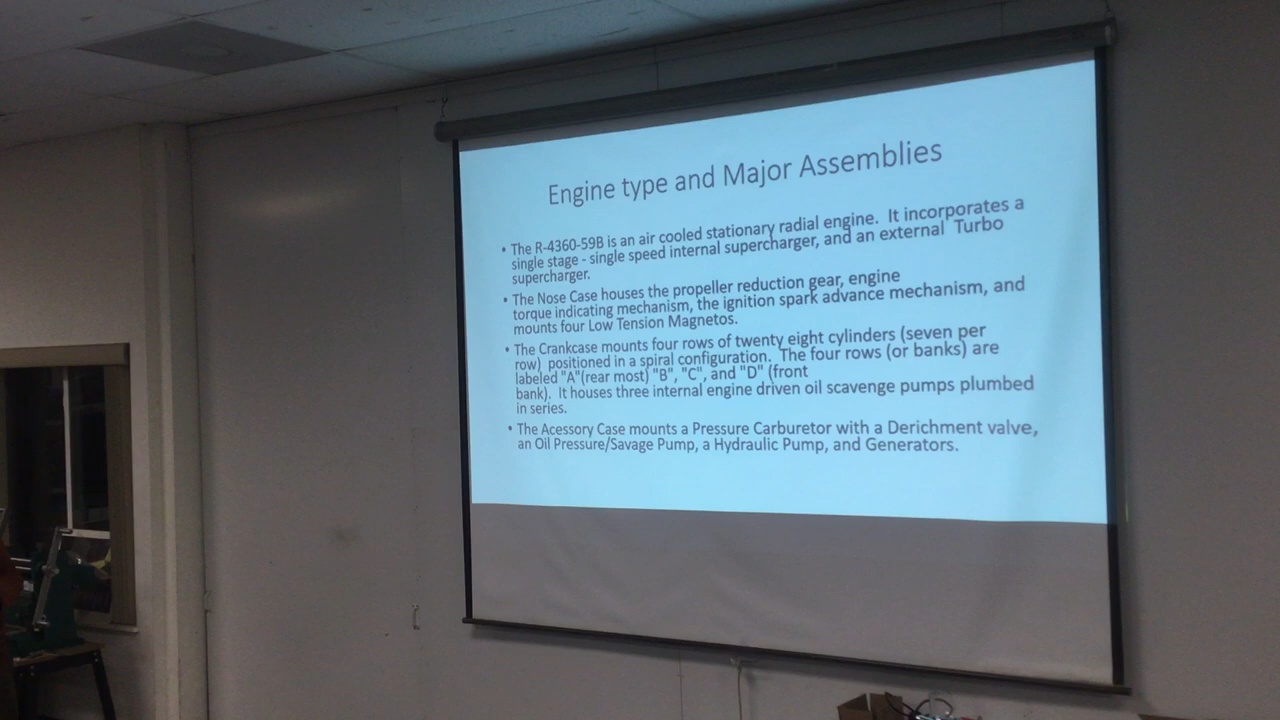 Engine type and Major Assemblies
• The R-4360-59B is an air cooled stationary radial engine. It incorporates a
single stage - single speed internal supercharger, and an external Turbo
supercharger.
• The Nose Case houses the propeller reduction gear, engine
torque indicating mechanism, the ignition spark advance mechanism, and
mounts four Low Tension Magnetos.
• The Crankcase mounts four rows of twenty eight cylinders (seven per
row) positioned in a spiral configuration. The four rows (or banks) are
labeled "A"(rear most) "B", "C", and "D" (front
bank). It houses three internal engine driven oil scavenge pumps plumbed
in series.
• The Acessory Case mounts a Pressure Carburetor with a Derichment valve,
an Oil Pressure/Savage Pump, a Hydraulic Pump, and Generators.